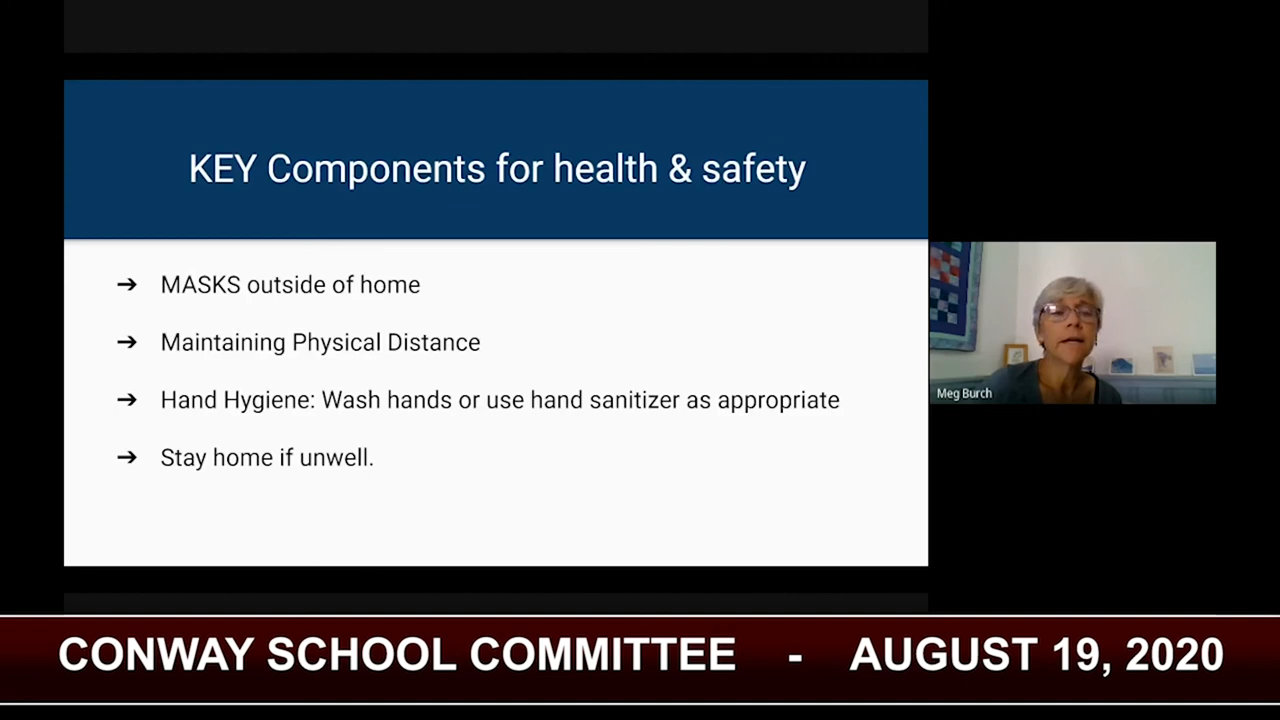 KEY Components for health & safety
➔ MASKS outside of home
➔ Maintaining Physical Distance
➔ Hand Hygiene: Wash hands or use hand sanitizer as appropriate
➔ Stay home if unwell.
Meg Burch
CONWAY SCHOOL COMMITTEE - AUGUST 19, 2020